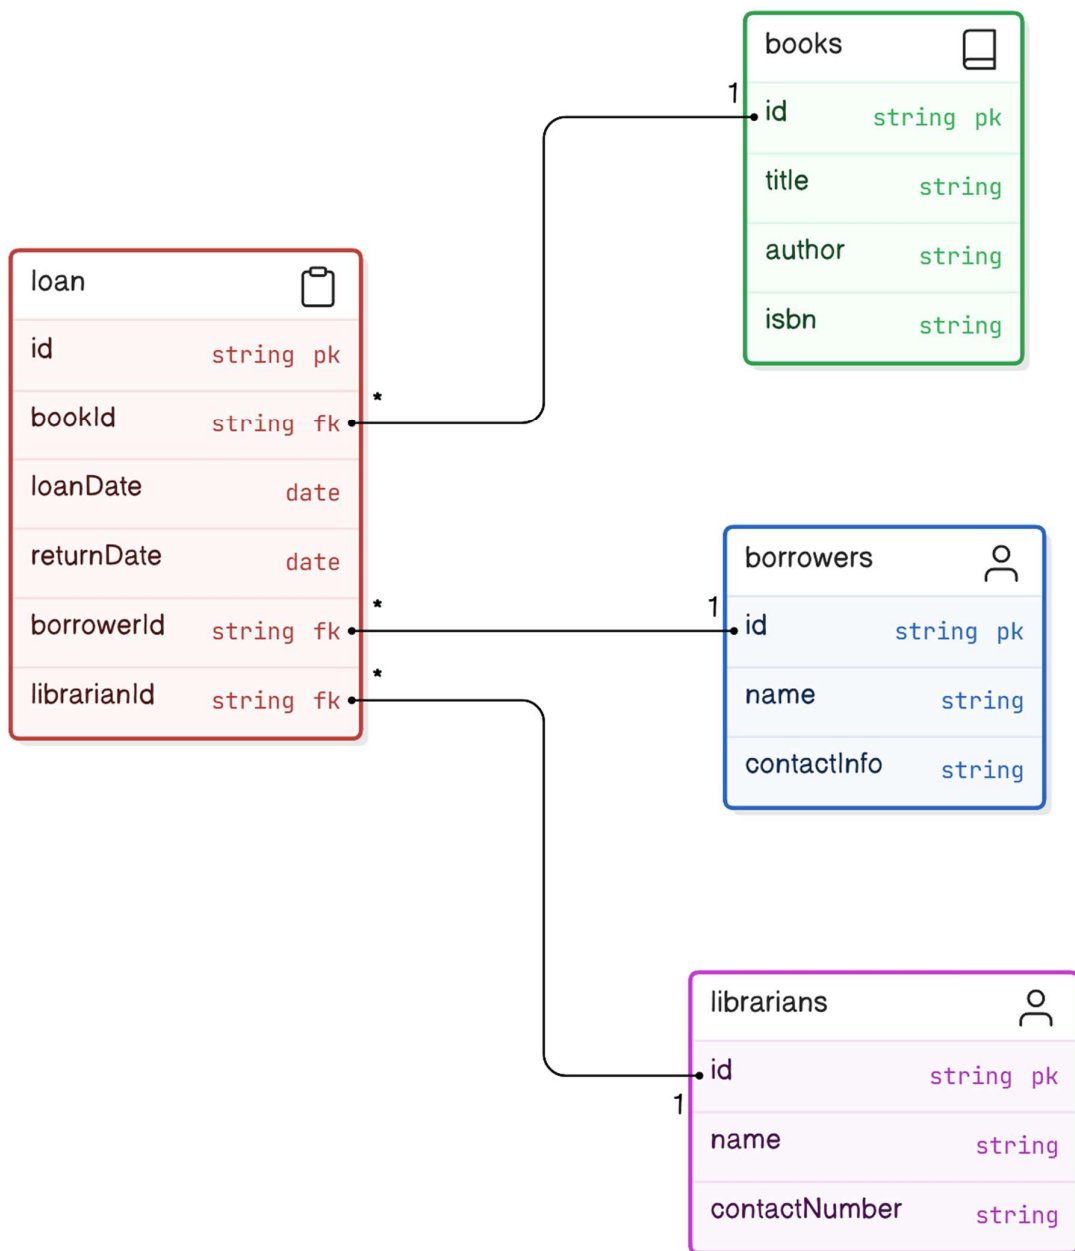 books
1
id string pk
title string
author string
isbn string
loan
id string pk
bookId string fk
*
loanDate date
returnDate date
borrowerId string fk
*
librarianId string fk
*
borrowers
1
id string pk
name string
contactInfo string
librarians
id string pk
1
name string
contactNumber string